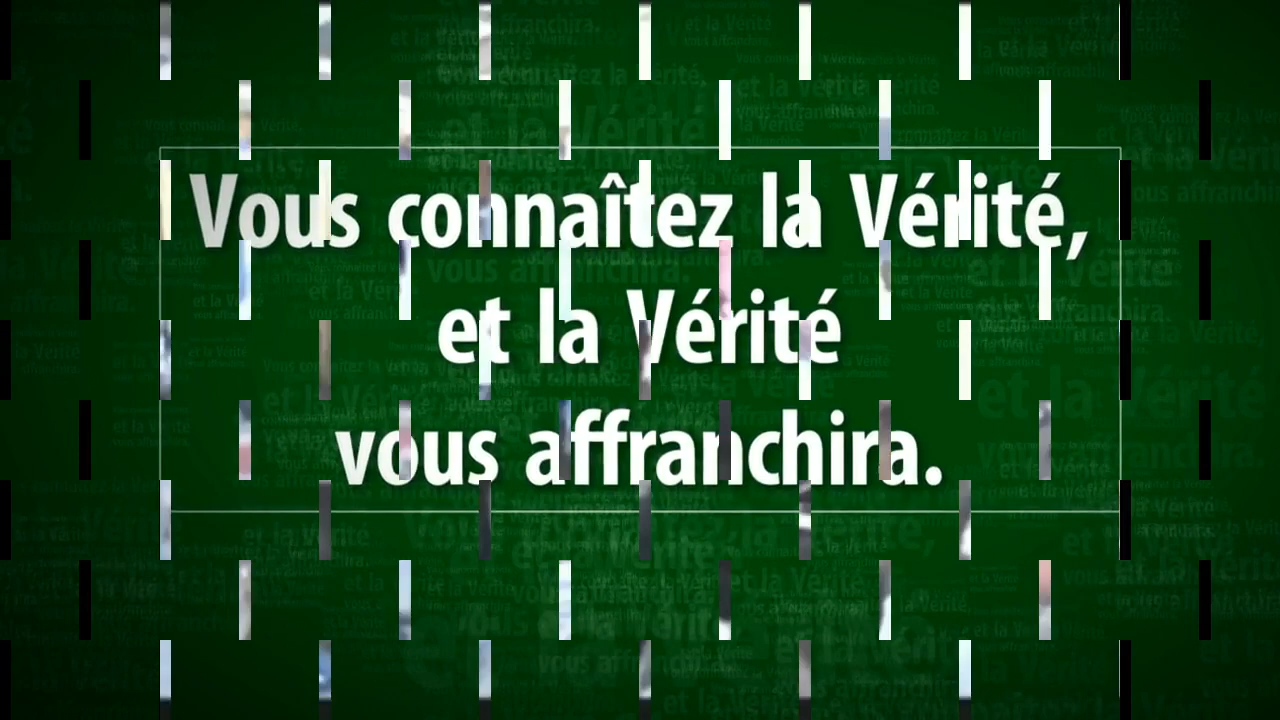 Vous connaîtez la Vérité,
et la Vérité
vous affranchira.